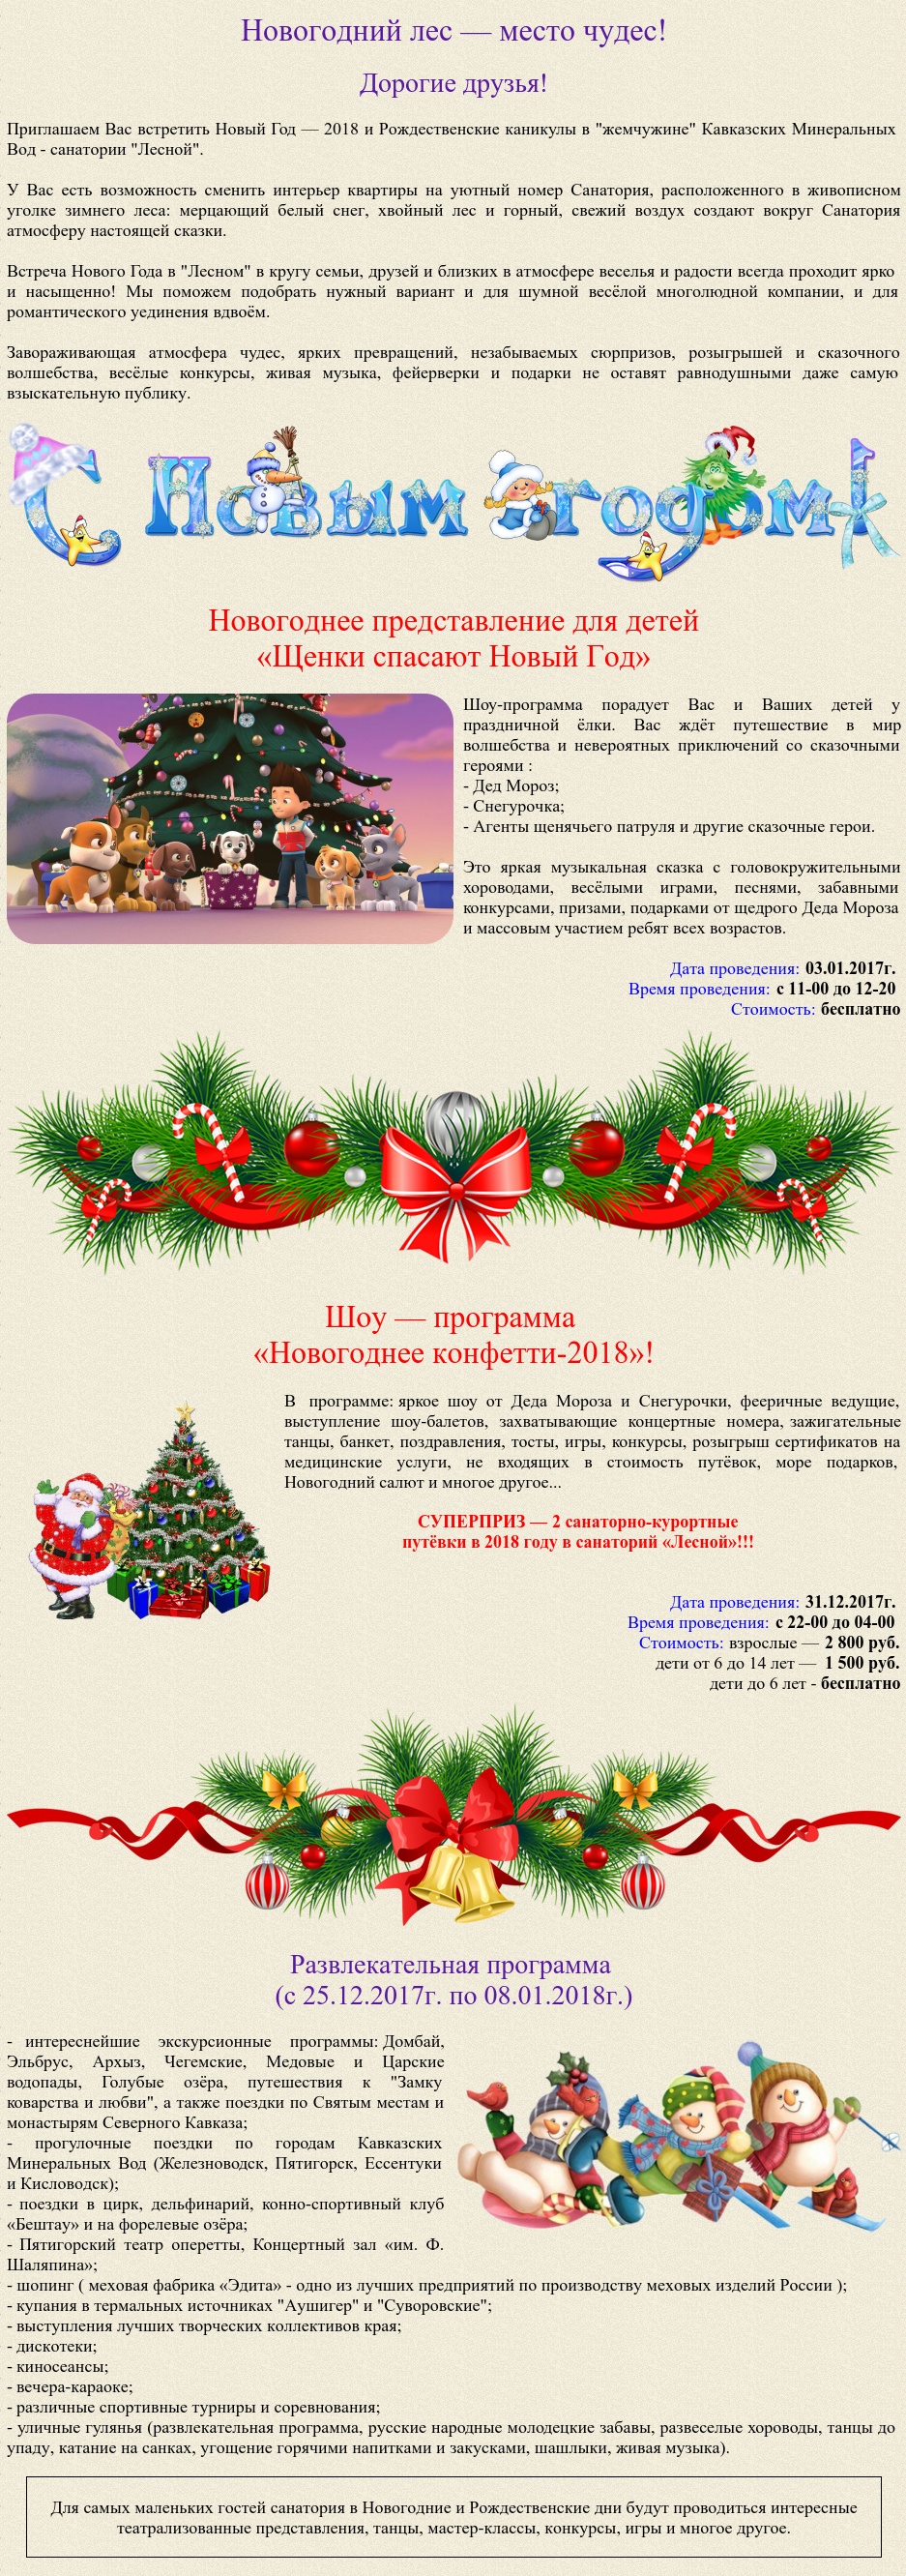 Новогодний лес — место чудес!
Дорогие друзья!
Приглашаем Вас встретить Новый Год — 2018 и Рождественские каникулы в "жемчужине" Кавказских Минеральных
Вод - санатории "Лесной".
У Вас есть возможность сменить интерьер квартиры на уютный номер Санатория, расположенного в живописном
уголке зимнего леса: мерцающий белый снег, хвойный лес и горный, свежий воздух создают вокруг Санатория
атмосферу настоящей сказки.
Встреча Нового Года в "Лесном" в кругу семьи, друзей и близких в атмосфере веселья и радости всегда проходит ярко
и насыщенно! Мы поможем подобрать нужный вариант и для шумной весёлой многолюдной компании, и для
романтического уединения вдвоём.
Завораживающая атмосфера чудес, ярких превращений, незабываемых сюрпризов, розыгрышей и сказочного
волшебства, весёлые конкурсы, живая музыка, фейерверки и подарки не оставят равнодушными даже самую
взыскательную публику.
С Новым годом!
Новогоднее представление для детей
«Щенки спасают Новый Год»
Шоу-программа порадует Вас и Ваших детей у
праздничной ёлки. Вас ждёт путешествие в мир
волшебства и невероятных приключений со сказочными
героями :
- Дед Мороз;
- Снегурочка;
- Агенты щенячьего патруля и другие сказочные герои.
Это яркая музыкальная сказка с головокружительными
хороводами, весёлыми играми, песнями, забавными
конкурсами, призами, подарками от щедрого Деда Мороза
и массовым участием ребят всех возрастов.
Дата проведения: 03.01.2017г.
Время проведения: с 11-00 до 12-20
Стоимость: бесплатно
Шоу — программа
«Новогоднее конфетти-2018»!
В программе: яркое шоу от Деда Мороза и Снегурочки, фееричные ведущие,
выступление шоу-балетов, захватывающие концертные номера, зажигательные
танцы, банкет, поздравления, тосты, игры, конкурсы, розыгрыш сертификатов на
медицинские услуги, не входящих в стоимость путёвок, море подарков,
Новогодний салют и многое другое...
СУПЕРПРИЗ — 2 санаторно-курортные
путёвки в 2018 году в санаторий «Лесной»!!!
Дата проведения: 31.12.2017г.
Время проведения: с 22-00 до 04-00
Стоимость: взрослые — 2 800 руб.
дети от 6 до 14 лет — 1 500 руб.
дети до 6 лет - бесплатно
Развлекательная программа
(с 25.12.2017г. по 08.01.2018г.)
- интереснейшие экскурсионные программы: Домбай,
Эльбрус, Архыз, Чегемские, Медовые и Царские
водопады, Голубые озёра, путешествия к "Замку
коварства и любви", а также поездки по Святым местам и
монастырям Северного Кавказа;
- прогулочные поездки по городам Кавказских
Минеральных Вод (Железноводск, Пятигорск, Ессентуки
и Кисловодск);
- поездки в цирк, дельфинарий, конно-спортивный клуб
«Бештау» и на форелевые озёра;
- Пятигорский театр оперетты, Концертный зал «им. Ф.
Шаляпина»;
- шопинг ( меховая фабрика «Эдита» - одно из лучших предприятий по производству меховых изделий России );
- купания в термальных источниках "Аушигер" и "Суворовские";
- выступления лучших творческих коллективов края;
- дискотеки;
- киносеансы;
- вечера-караоке;
- различные спортивные турниры и соревнования;
- уличные гулянья (развлекательная программа, русские народные молодецкие забавы, развеселые хороводы, танцы до
упаду, катание на санках, угощение горячими напитками и закусками, шашлыки, живая музыка).
Для самых маленьких гостей санатория в Новогодние и Рождественские дни будут проводиться интересные
театрализованные представления, танцы, мастер-классы, конкурсы, игры и многое другое.